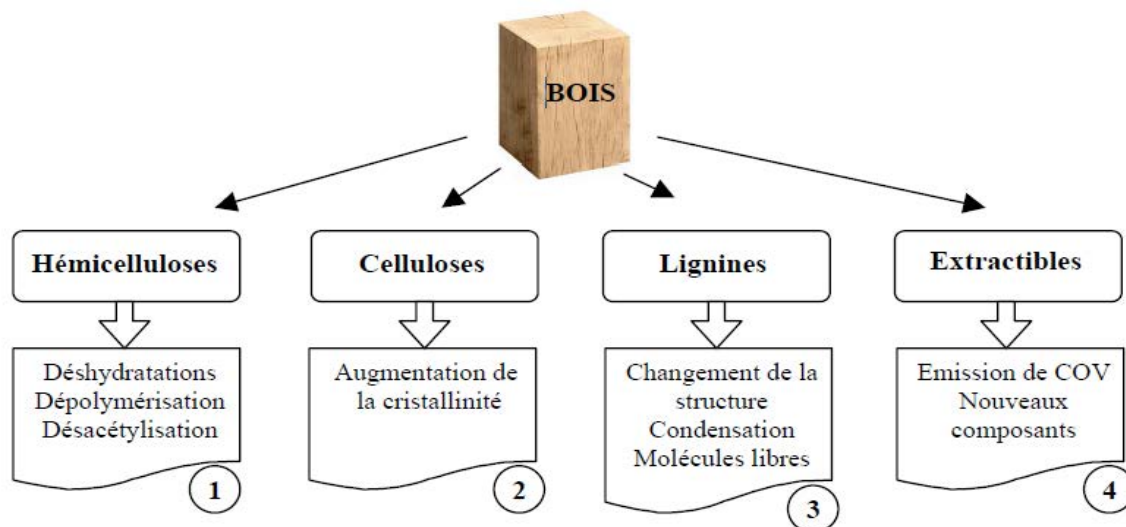 BOIS
Hémicelluloses
Celluloses
Lignines
Extractibles
Déshydratations
Dépolymérisation
Désacétylisation
1
Augmentation de
la cristallinité
2
Changement de la
structure
Condensation
Molécules libres
3
Emission de COV
Nouveaux
composants
4